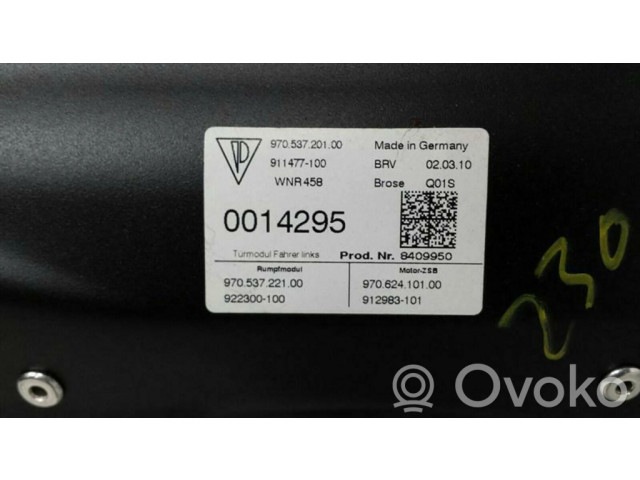 970.537.201.00 Made in Germany
911477-100 BRV 02.03.10
WNR 458 Brose Q01S
0014295
Türmodul Fahrer links Prod. Nr. 8409950
Rumpfmodul Motor-ZSB
970.537.221.00 970.624.101.00
922300-100 912983-101
230
Ovoko